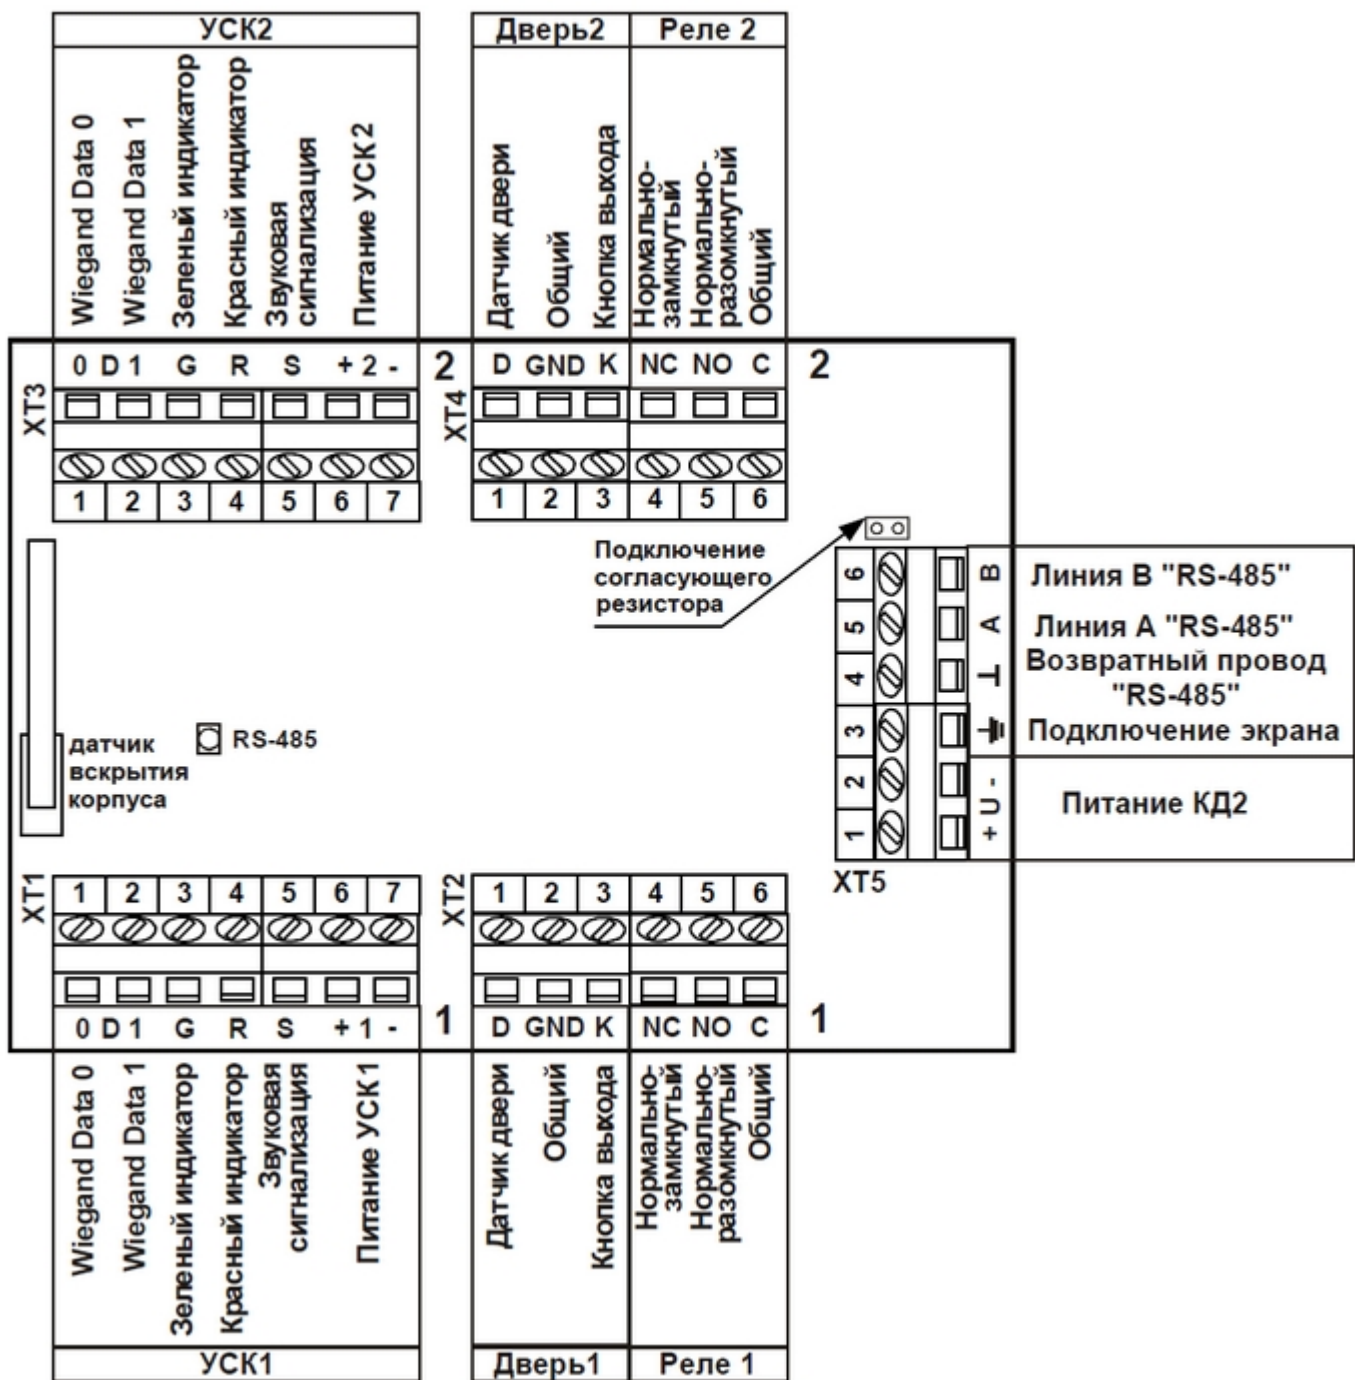 УСК2
Дверь2
Реле 2
Wiegand Data 0
Wiegand Data 1
Зеленый индикатор
Красный индикатор
Звуковая
сигнализация
Питание УСК2
Датчик двери
Общий
Кнопка выхода
Нормально-
замкнутый
Нормально-
разомкнутый
Общий
0 D 1 G R S + 2 -
2
D GND K NC NO C
2
XT3
XT4
1 2 3 4 5 6 7
1 2 3 4 5 6
Подключение
согласующего
резистора
6 B Линия B "RS-485"
5 A Линия A "RS-485"
4 Возвратный провод
"RS-485"
3 Подключение экрана
2 1 + U - Питание КД2
XT5
датчик
вскрытия
корпуса
RS-485
XT1
XT2
1 2 3 4 5 6 7
1 2 3 4 5 6
0 D 1 G R S + 1 -
1
D GND K NC NO C
1
Wiegand Data 0
Wiegand Data 1
Зеленый индикатор
Красный индикатор
Звуковая
сигнализация
Питание УСК1
Датчик двери
Общий
Кнопка выхода
Нормально-
замкнутый
Нормально-
разомкнутый
Общий
УСК1
Дверь1
Реле 1